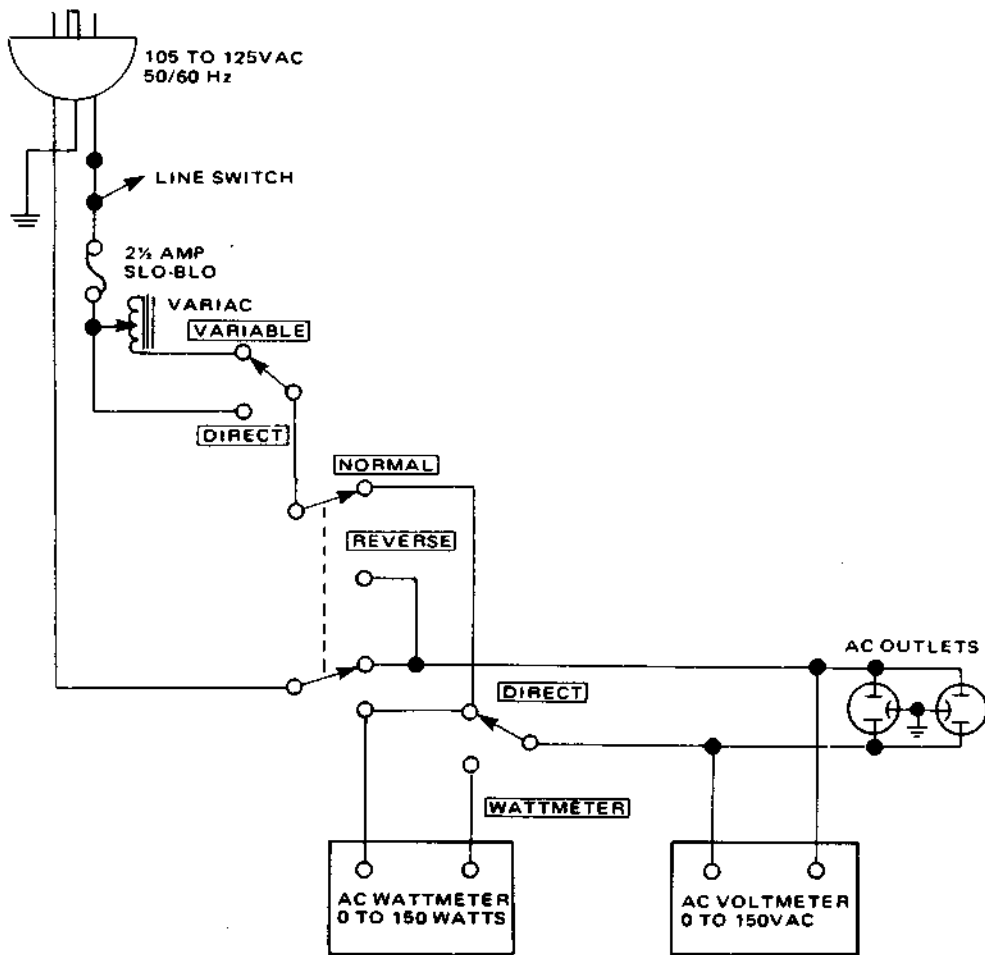 105 TO 125VAC
50/60 Hz
LINE SWITCH
2½ AMP
SLO-BLO
VARIAC
VARIABLE
DIRECT
NORMAL
REVERSE
AC OUTLETS
DIRECT
WATTMETER
AC WATTMETER
0 TO 150 WATTS
AC VOLTMETER
0 TO 150VAC